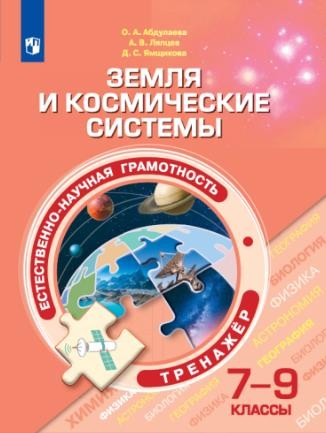 О. А. Абдулаева
А. В. Ляпцев
Д. С. Ямщикова
ЗЕМЛЯ
И КОСМИЧЕСКИЕ
СИСТЕМЫ
ЕСТЕСТВЕННО-НАУЧНАЯ ГРАМОТНОСТЬ
ТРЕНАЖЁР
ГЕОГРАФИЯ
БИОЛОГИЯ
ФИЗИКА
АСТРОНОМИЯ
ГЕОГРАФИЯ
ХИМИЯ
ФИЗИКА
БИОЛОГИЯ
7–9
КЛАССЫ